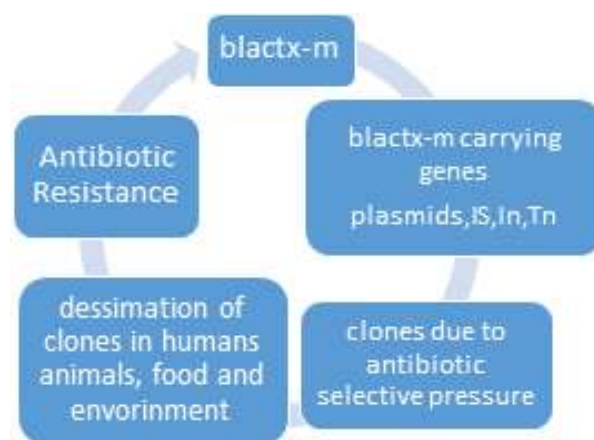 blactx-m
blactx-m carrying
genes
plasmids,IS,In,Tn
clones due to
antibiotic
selective pressure
dessimation of
clones in humans
animals, food and
envorinment
Antibiotic
Resistance